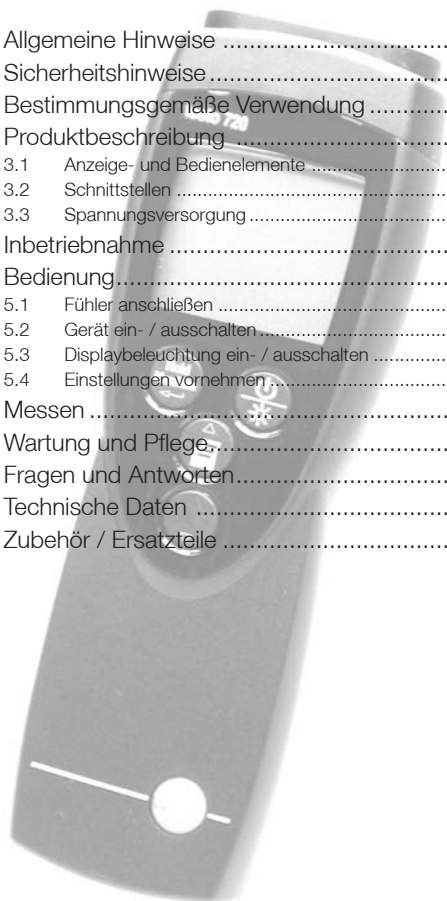 Allgemeine Hinweise ..............................
Sicherheitshinweise ................................
Bestimmungsgemäße Verwendung ..........
Produktbeschreibung ..............................
3.1 Anzeige- und Bedienelemente ..............................
3.2 Schnittstellen ..............................
3.3 Spannungsversorgung ..............................
Inbetriebnahme ..............................
Bedienung ..............................
5.1 Fühler anschließen ..............................
5.2 Gerät ein- / ausschalten ..............................
5.3 Displaybeleuchtung ein- / ausschalten ................
5.4 Einstellungen vornehmen ..............................
Messen ..............................
Wartung und Pflege ..............................
Fragen und Antworten ..............................
Technische Daten ..............................
Zubehör / Ersatzteile ..............................
720